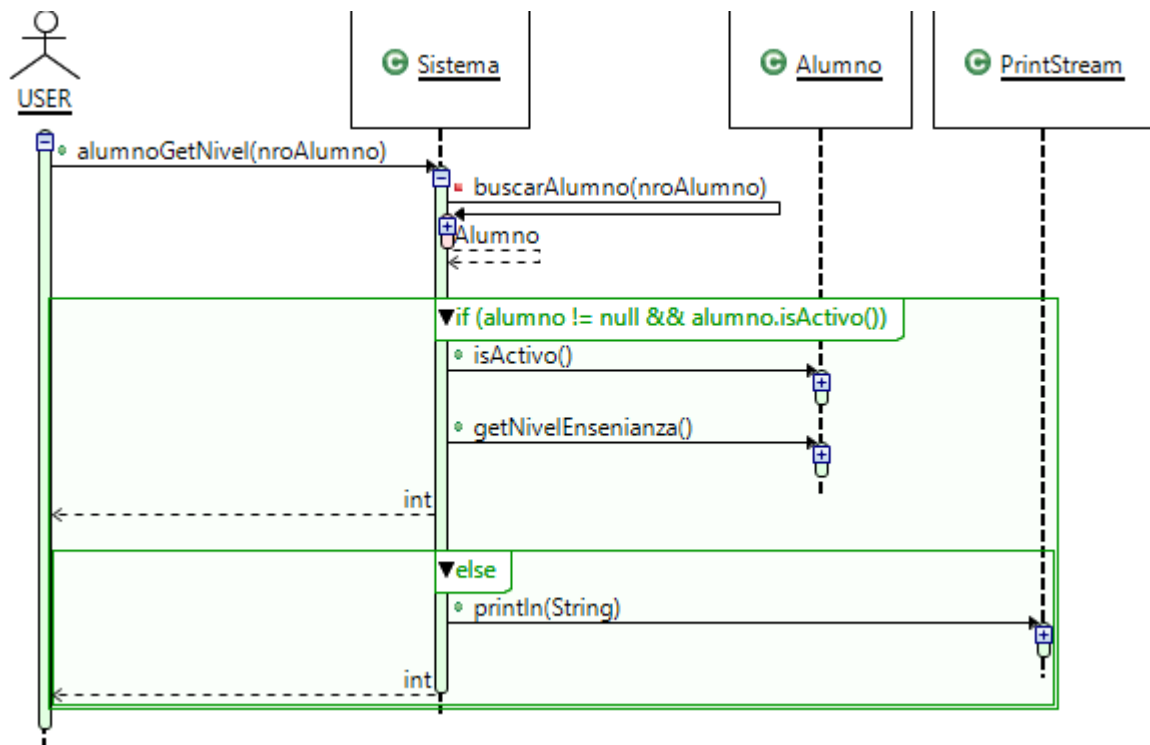 USER
C Sistema
C Alumno
C PrintStream
alumnoGetNivel(nroAlumno)
buscarAlumno(nroAlumno)
Alumno
if (alumno != null && alumno.isActivo())
isActivo()
getNivelEnsenianza()
int
else
println(String)
int